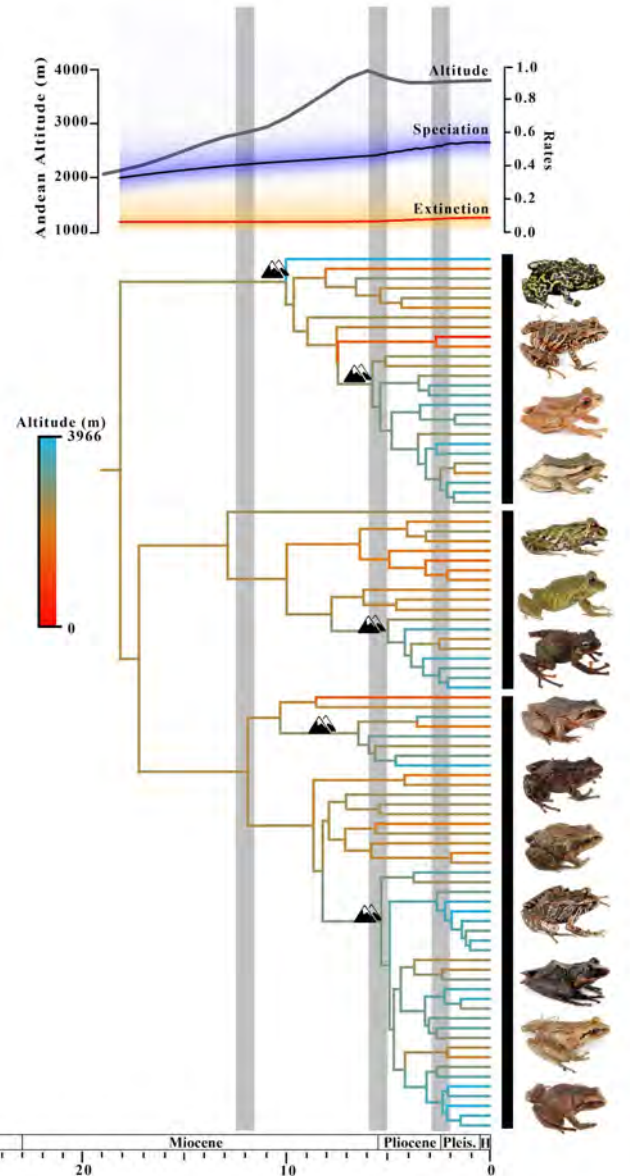 Andean Altitude (m)
4000
3000
2000
1000
Altitude
Speciation
Extinction
1.0
0.8
0.6
0.4
0.2
0.0
Rates
Altitude (m)
3966
0
Miocene
Pliocene
Pleis.
H
20
10
0